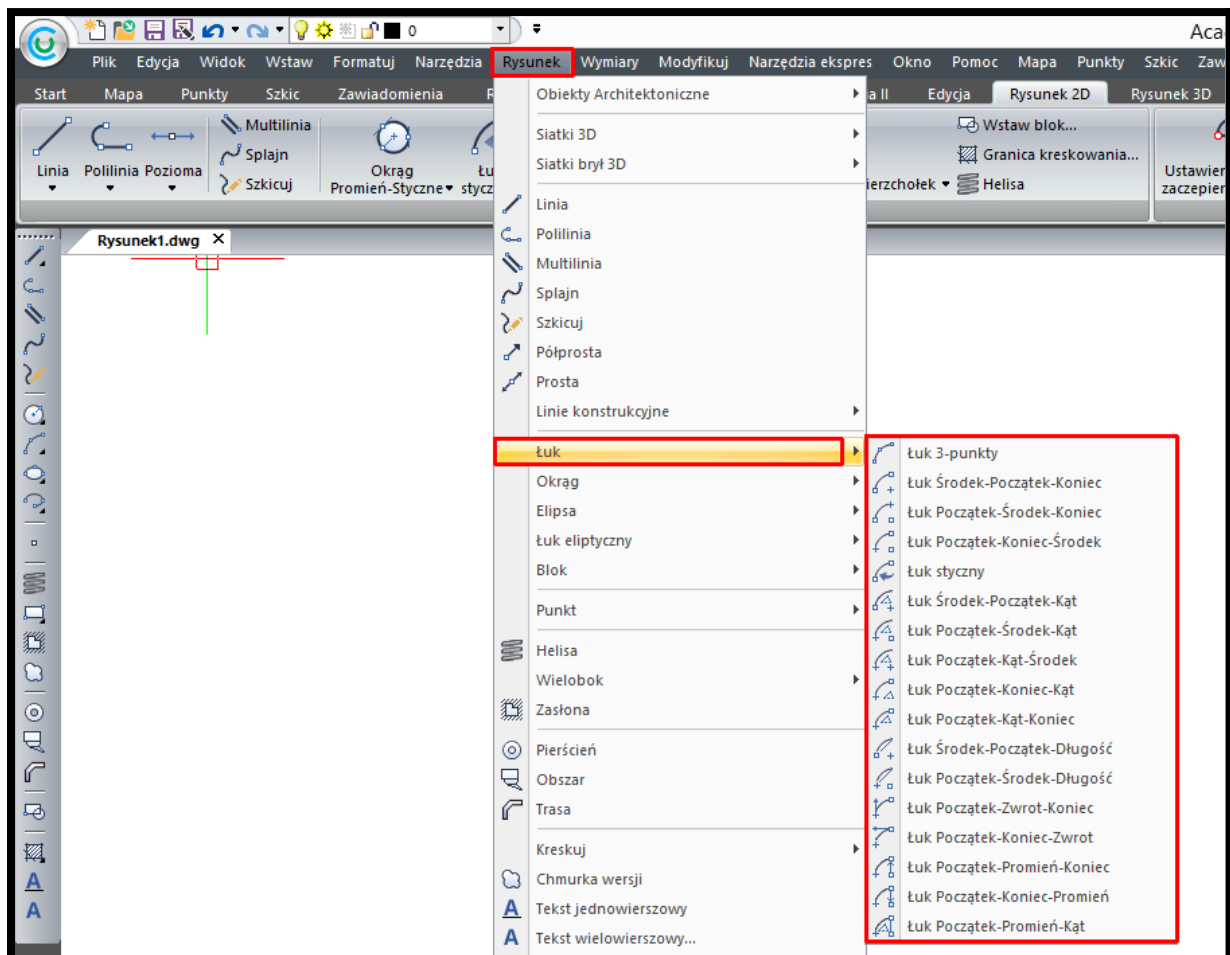 0
Aca
Plik Edycja Widok Wstaw Formatuj Narzędzia Rysunek Wymiary Modyfikuj Narzędzia ekspres Okno Pomoc Mapa Punkty Szkic Zaw
Start Mapa Punkty Szkic Zawiadomienia a II Edycja Rysunek 2D Rysunek 3D
Linia
Polilinia
Pozioma
Multilinia
Splajn
Szkicuj
Okrąg
Promień-Styczne
Łu
stycz
ierzchołek
Wstaw blok...
Granica kreskowania...
Helisa
Ustawier
zaczepier
Rysunek1.dwg
Obiekty Architektoniczne
Siatki 3D
Siatki brył 3D
Linia
Polilinia
Multilinia
Splajn
Szkicuj
Półprosta
Prosta
Linie konstrukcyjne
Łuk
Okrąg
Elipsa
Łuk eliptyczny
Blok
Punkt
Helisa
Wielobok
Zasłona
Pierścień
Obszar
Trasa
Kreskuj
Chmurka wersji
A Tekst jednowierszowy
A Tekst wielowierszowy...
Łuk 3-punkty
Łuk Środek-Początek-Koniec
Łuk Początek-Środek-Koniec
Łuk Początek-Koniec-Środek
Łuk styczny
Łuk Środek-Początek-Kąt
Łuk Początek-Środek-Kąt
Łuk Początek-Kąt-Środek
Łuk Początek-Koniec-Kąt
Łuk Początek-Kąt-Koniec
Łuk Środek-Początek-Długość
Łuk Początek-Środek-Długość
Łuk Początek-Zwrot-Koniec
Łuk Początek-Koniec-Zwrot
Łuk Początek-Promień-Koniec
Łuk Początek-Koniec-Promień
Łuk Początek-Promień-Kąt
A
A